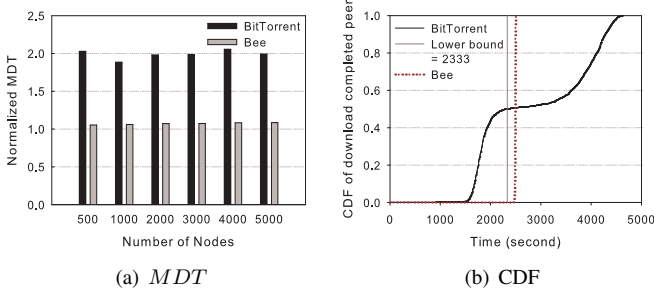 BitTorrent
Bee
Normalized MDT
2.5
2.0
1.5
1.0
0.5
0.0
500 1000 2000 3000 4000 5000
Number of Nodes
(a) MDT
BitTorrent
Lower bound
= 2333
Bee
CDF of download completed peer
1.0
0.8
0.6
0.4
0.2
0.0
0 1000 2000 3000 4000 5000
Time (second)
(b) CDF